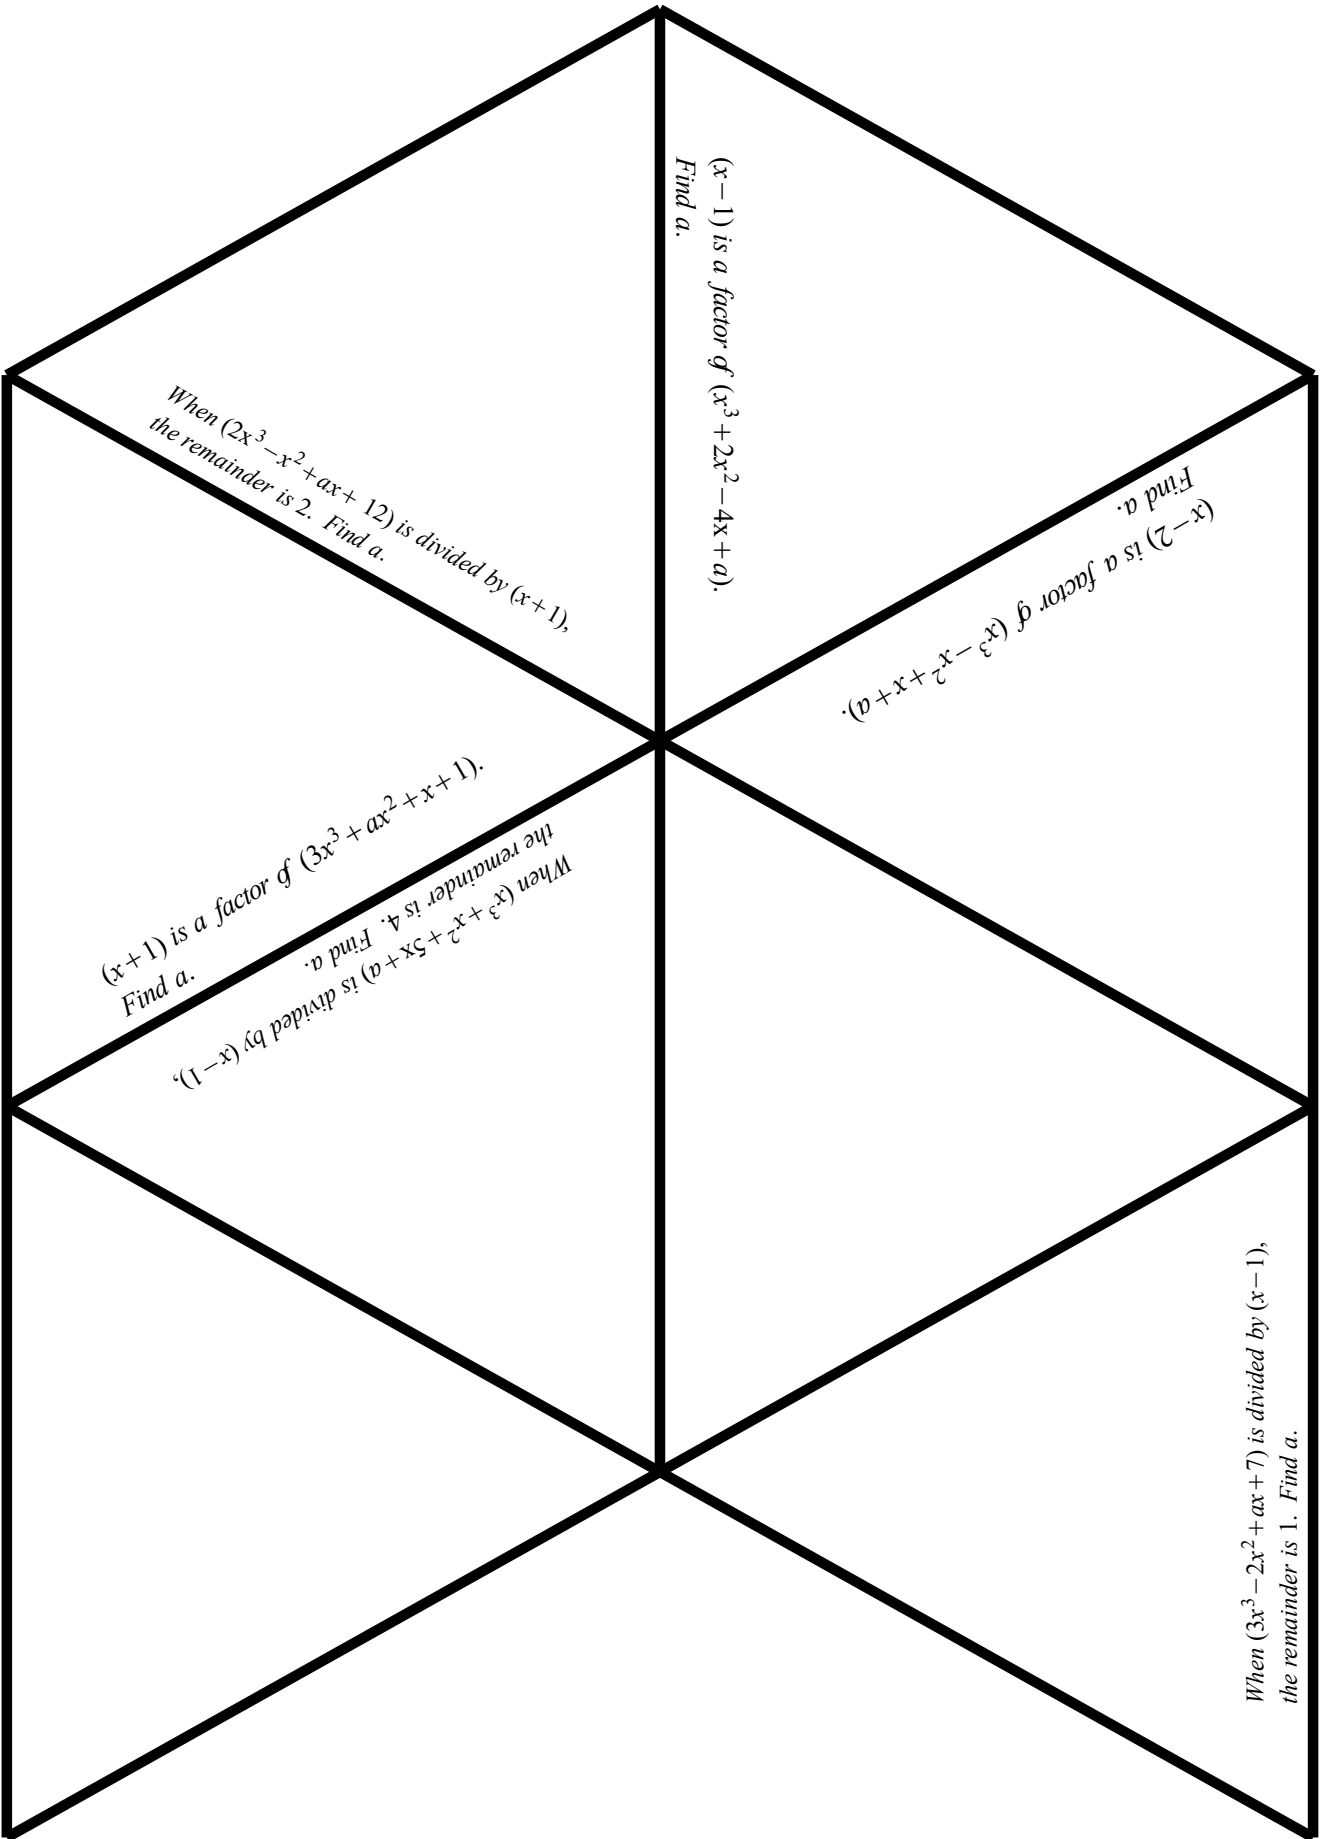 (x−1) is a factor of (x³+2x²−4x+a).
Find a.
When (2x³−x²+ax+ 12) is divided by (x+1),
the remainder is 2. Find a.
(x−2) is a factor of (x³−x²+x+a).
Find a.
(x+1) is a factor of (3x³+ax²+x+1).
Find a.
When (x³+x²+5x+a) is divided by (x−1),
the remainder is 4. Find a.
When (3x³−2x²+ax+7) is divided by (x−1),
the remainder is 1. Find a.